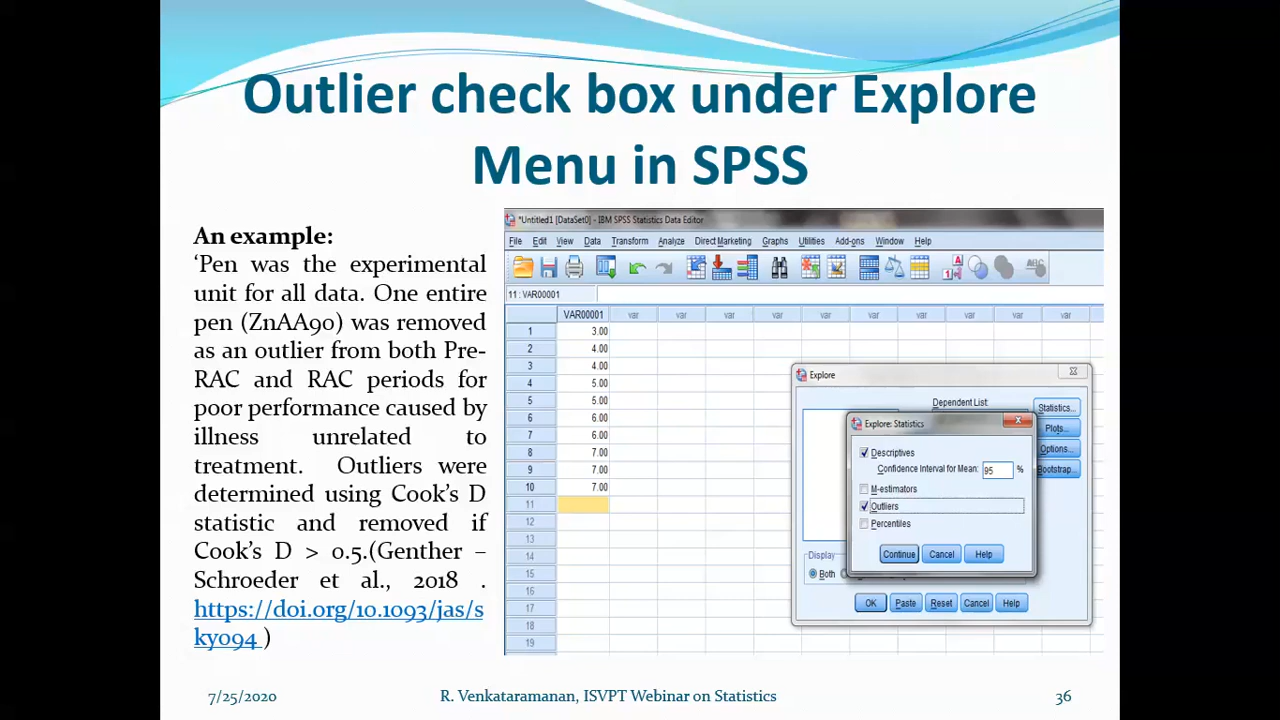 Outlier check box under Explore
Menu in SPSS
An example:
‘Pen was the experimental
unit for all data. One entire
pen (ZnAA90) was removed
as an outlier from both Pre-
RAC and RAC periods for
poor performance caused by
illness unrelated to
treatment. Outliers were
determined using Cook’s D
statistic and removed if
Cook’s D > 0.5.(Genther –
Schroeder et al., 2018 .
https://doi.org/10.1093/jas/s
ky094 )
*Untitled1 [DataSet0] - IBM SPSS Statistics Data Editor
File Edit View Data Transform Analyze Direct Marketing Graphs Utilities Add-ons Window Help
11 : VAR00001
VAR00001 var var var var var var var var var var
1 3.00
2 4.00
3 4.00
4 5.00
5 5.00
6 6.00
7 6.00
8 7.00
9 7.00
10 7.00
11
12
13
14
15
16
17
18
19
Explore
Dependent List:
Statistics...
Plots...
Options...
Bootstrap...
Explore: Statistics
Descriptives
Confidence Interval for Mean: 95 %
M-estimators
Outliers
Percentiles
Continue Cancel Help
Display
Both
OK Paste Reset Cancel Help
7/25/2020 R. Venkataramanan, ISVPT Webinar on Statistics 36